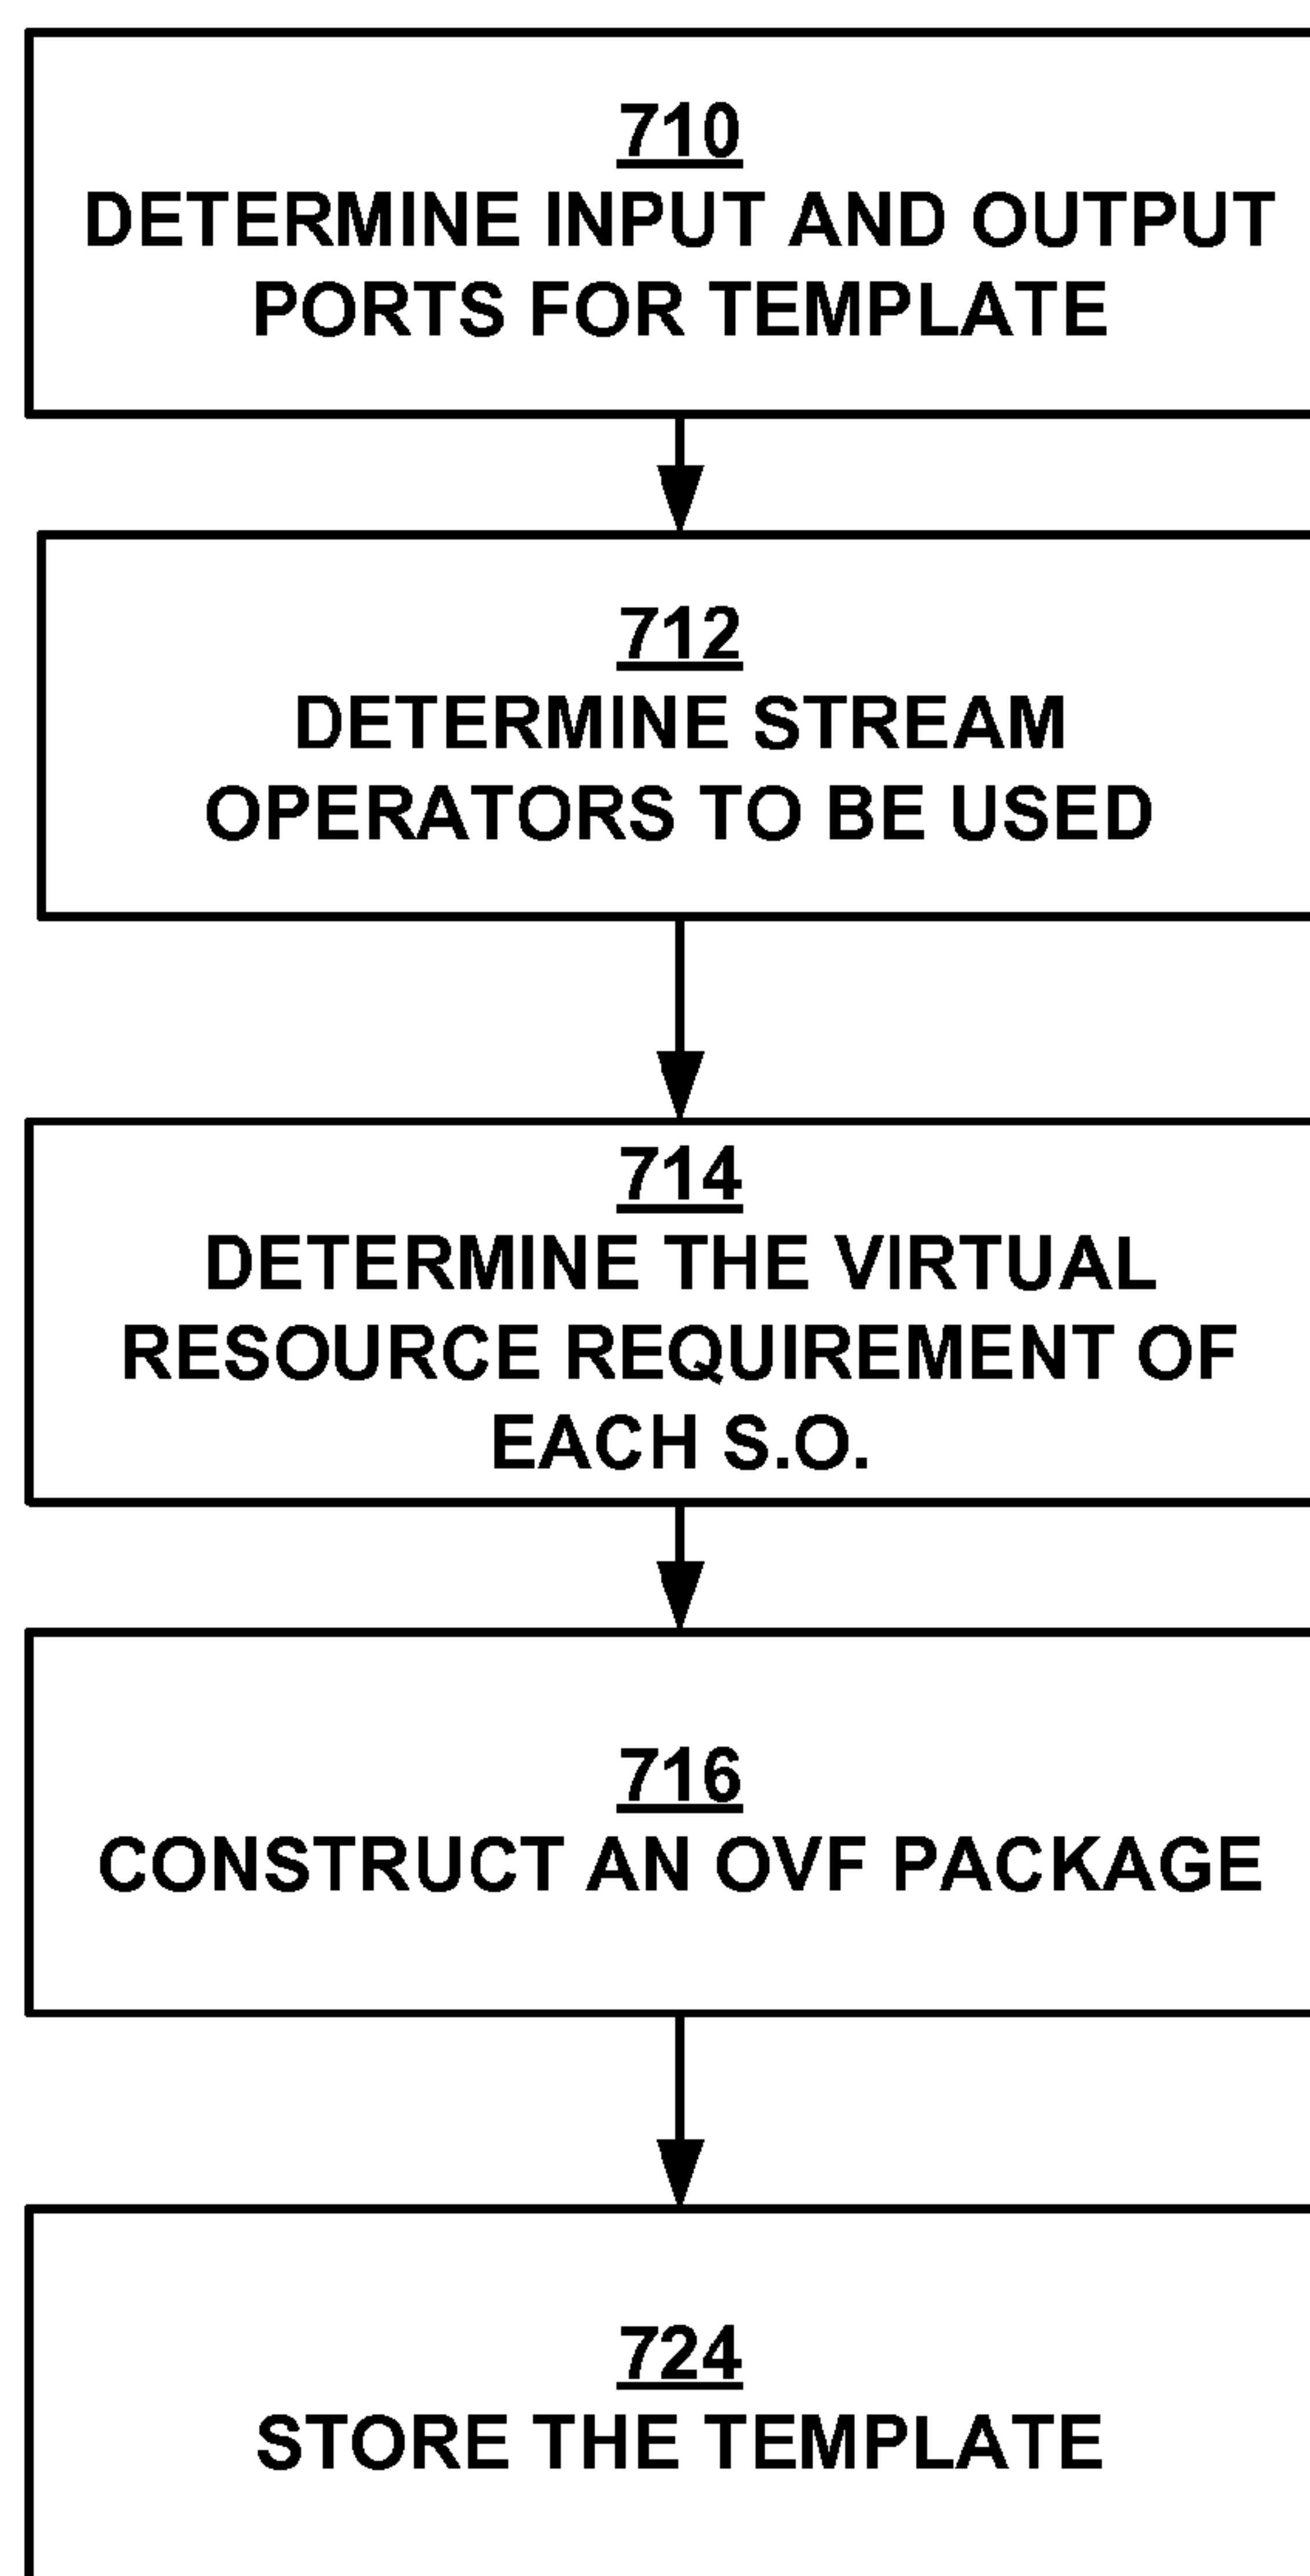 710
DETERMINE INPUT AND OUTPUT
PORTS FOR TEMPLATE
712
DETERMINE STREAM
OPERATORS TO BE USED
714
DETERMINE THE VIRTUAL
RESOURCE REQUIREMENT OF
EACH S.O.
716
CONSTRUCT AN OVF PACKAGE
724
STORE THE TEMPLATE